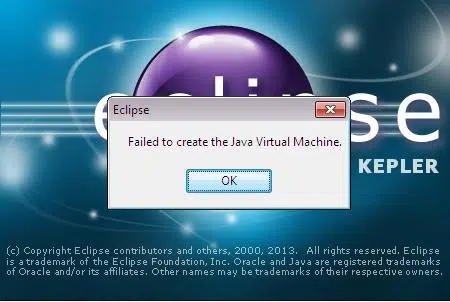 eclipse
Eclipse
Failed to create the Java Virtual Machine.
OK
KEPLER
(c) Copyright Eclipse contributors and others, 2000, 2013.  All rights reserved. Eclipse
is a trademark of the Eclipse Foundation, Inc. Oracle and Java are registered trademarks
of Oracle and/or its affiliates. Other names may be trademarks of their respective owners.